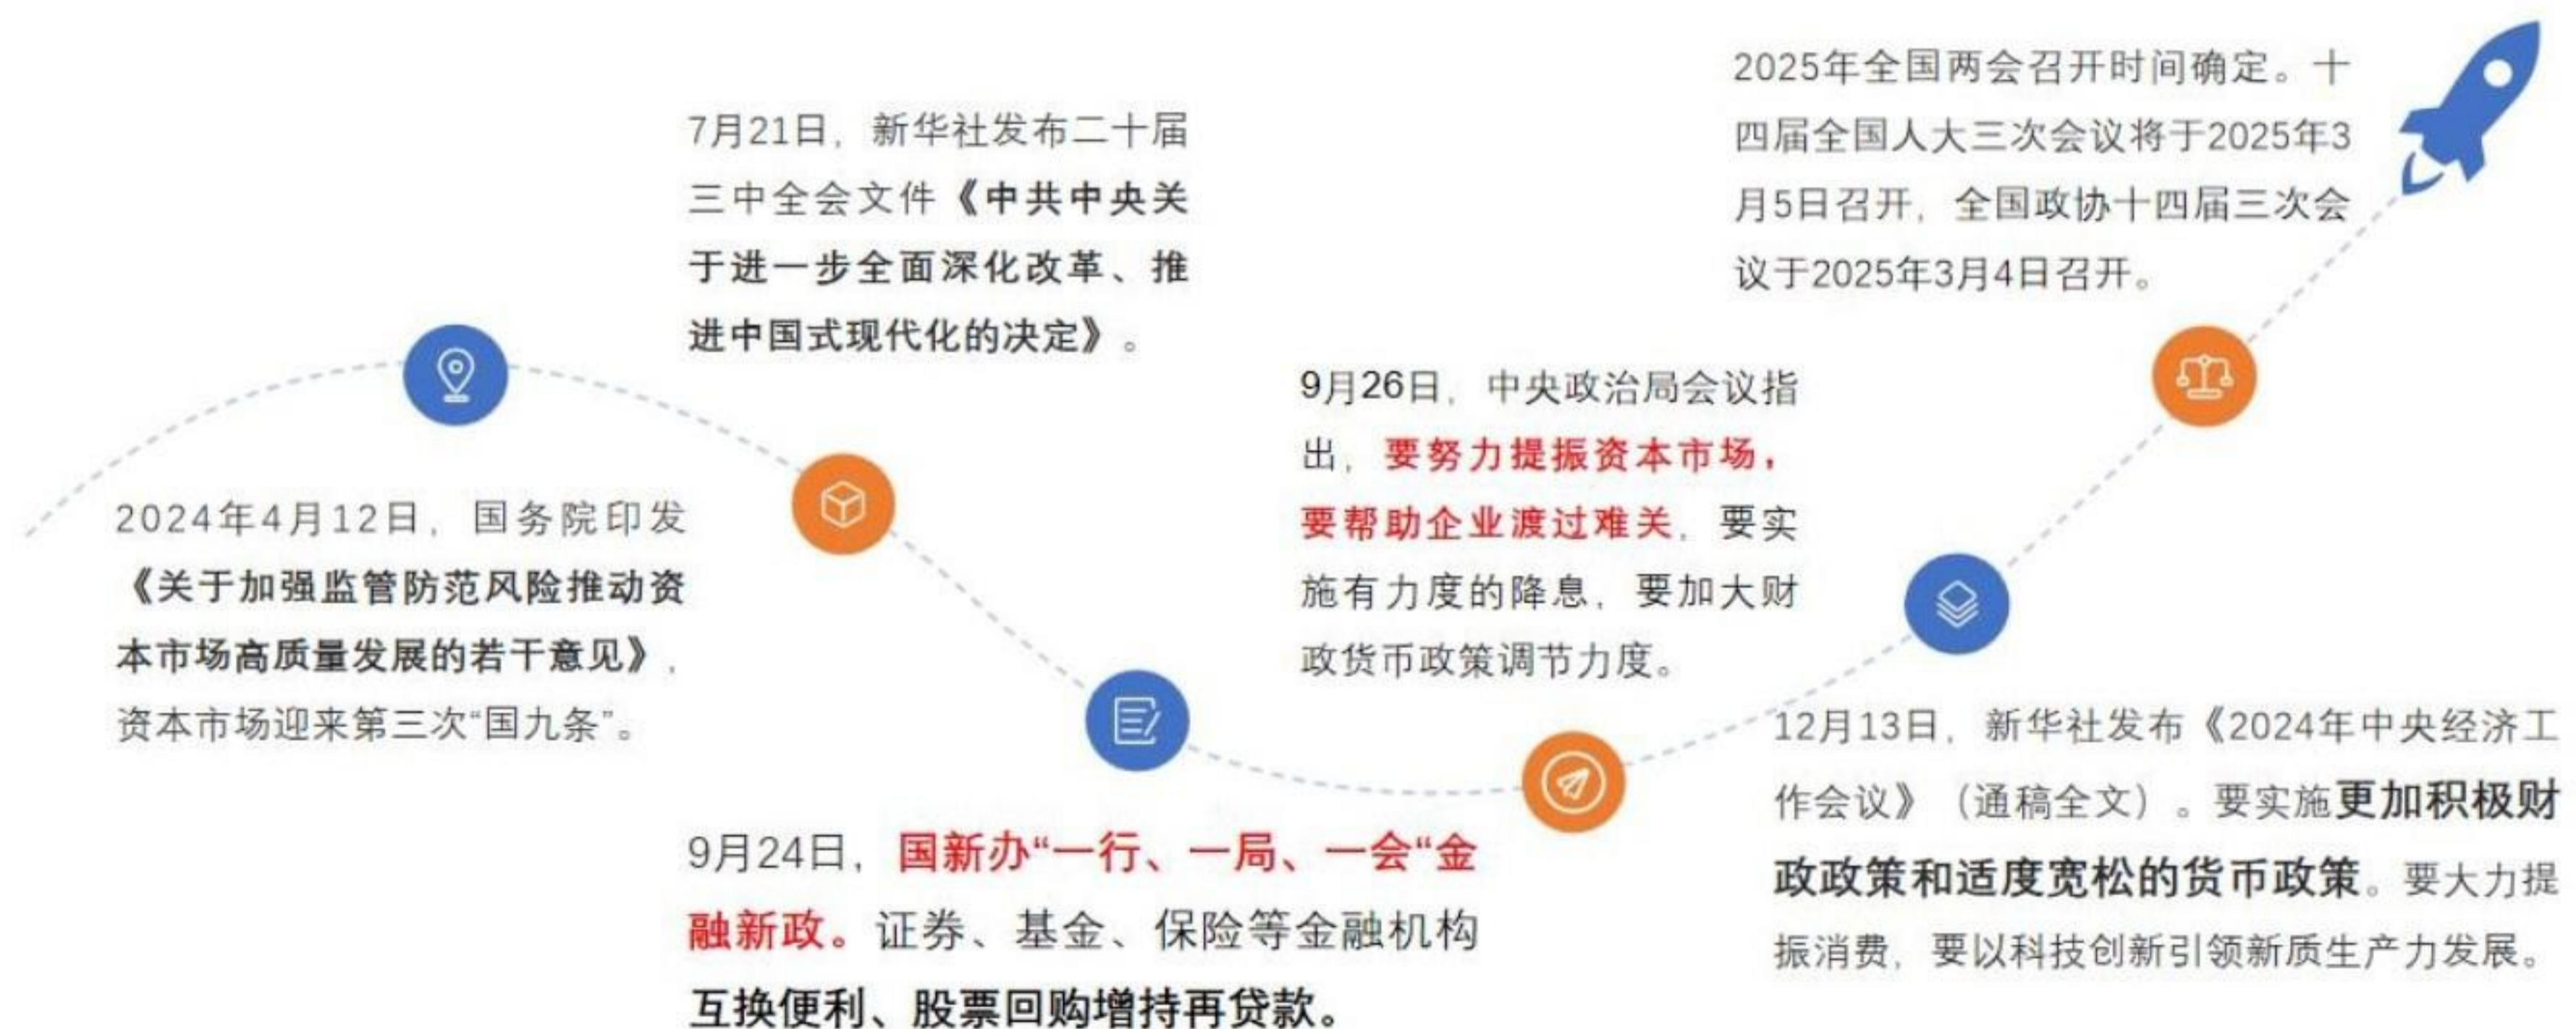 2024年4月12日，国务院印发
《关于加强监管防范风险推动资
本市场高质量发展的若干意见》，
资本市场迎来第三次“国九条”。
7月21日，新华社发布二十届
三中全会文件《中共中央关
于进一步全面深化改革、推
进中国式现代化的决定》。
9月24日，国新办“一行、一局、一会“金
融新政。证券、基金、保险等金融机构
互换便利、股票回购增持再贷款。
9月26日，中央政治局会议指
出，要努力提振资本市场，
要帮助企业渡过难关，要实
施有力度的降息，要加大财
政货币政策调节力度。
12月13日，新华社发布《2024年中央经济工
作会议》（通稿全文）。要实施更加积极财
政政策和适度宽松的货币政策。要大力提
振消费，要以科技创新引领新质生产力发展。
2025年全国两会召开时间确定。十
四届全国人大三次会议将于2025年3
月5日召开，全国政协十四届三次会
议于2025年3月4日召开。